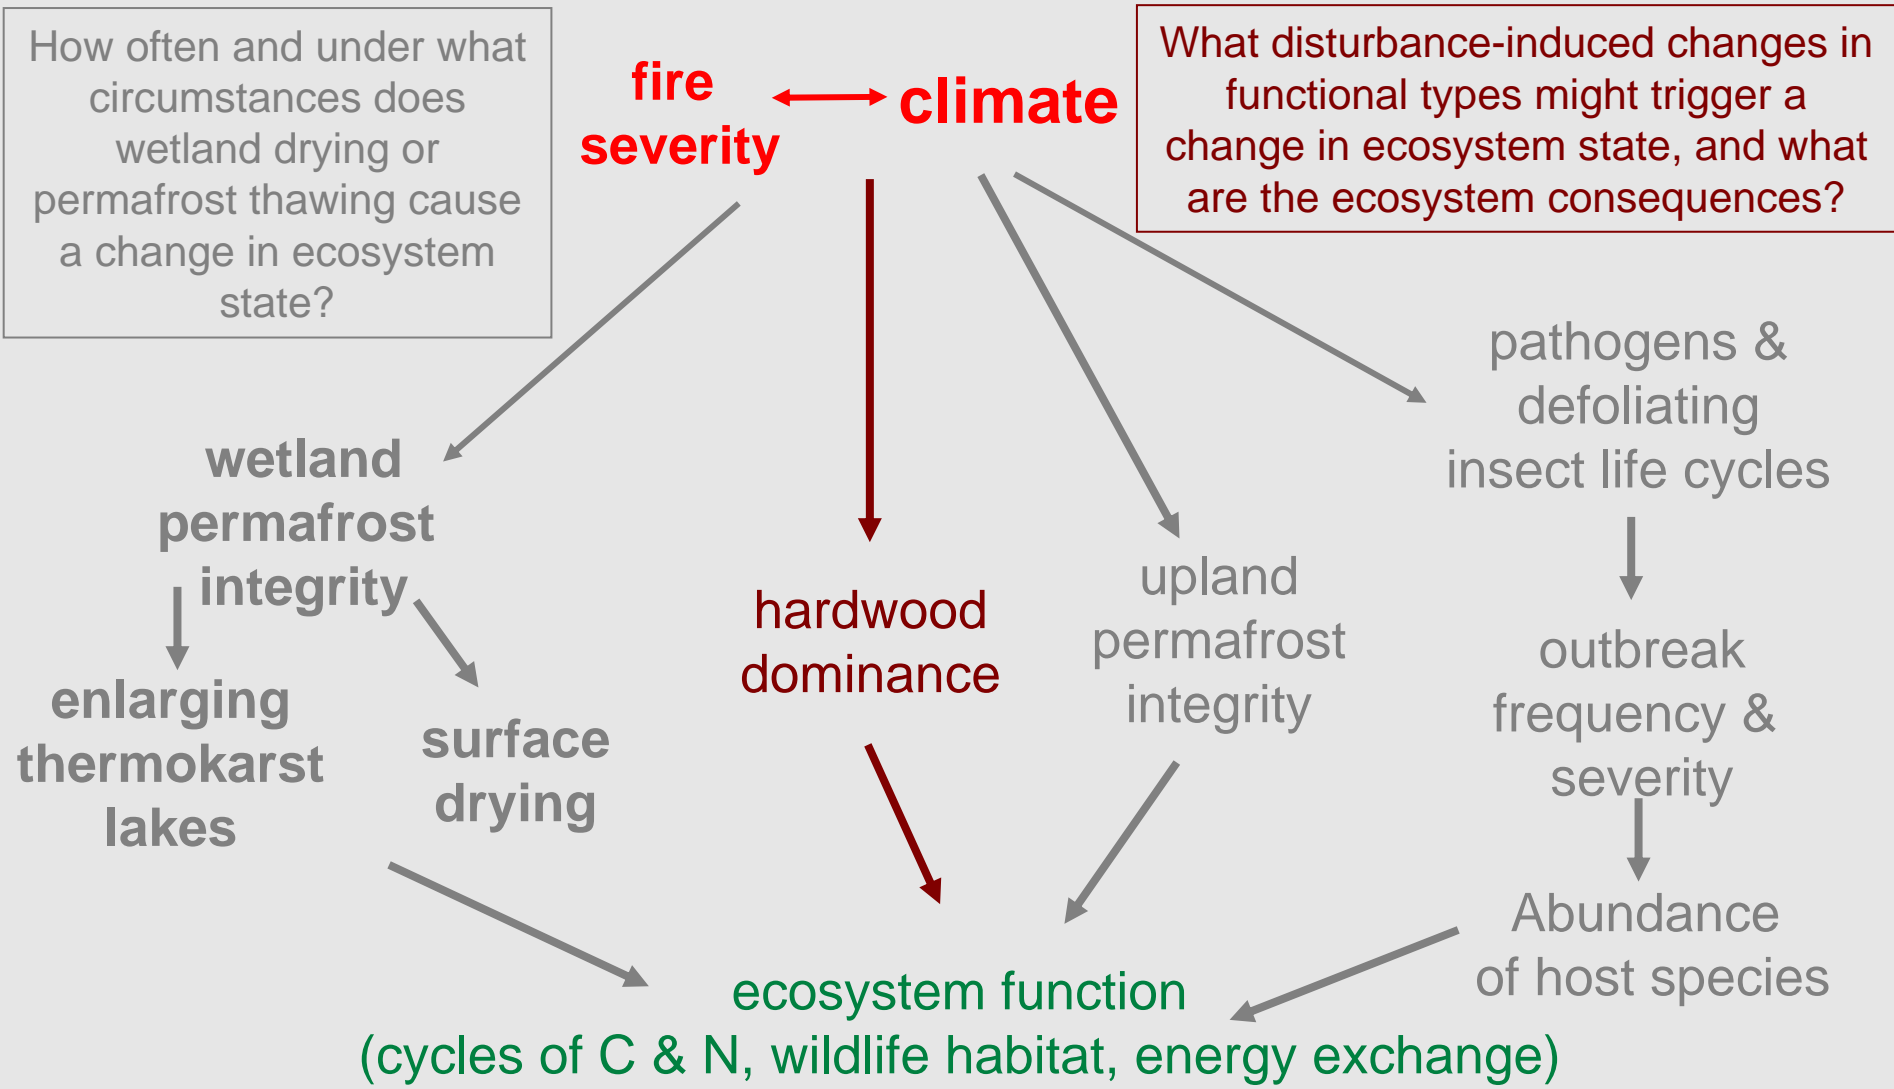 How often and under what
circumstances does
wetland drying or
permafrost thawing cause
a change in ecosystem
state?
fire
severity
climate
What disturbance-induced changes in
functional types might trigger a
change in ecosystem state, and what
are the ecosystem consequences?
wetland
permafrost
integrity
enlarging
thermokarst
lakes
surface
drying
hardwood
dominance
upland
permafrost
integrity
pathogens &
defoliating
insect life cycles
outbreak
frequency &
severity
Abundance
of host species
ecosystem function
(cycles of C & N, wildlife habitat, energy exchange)